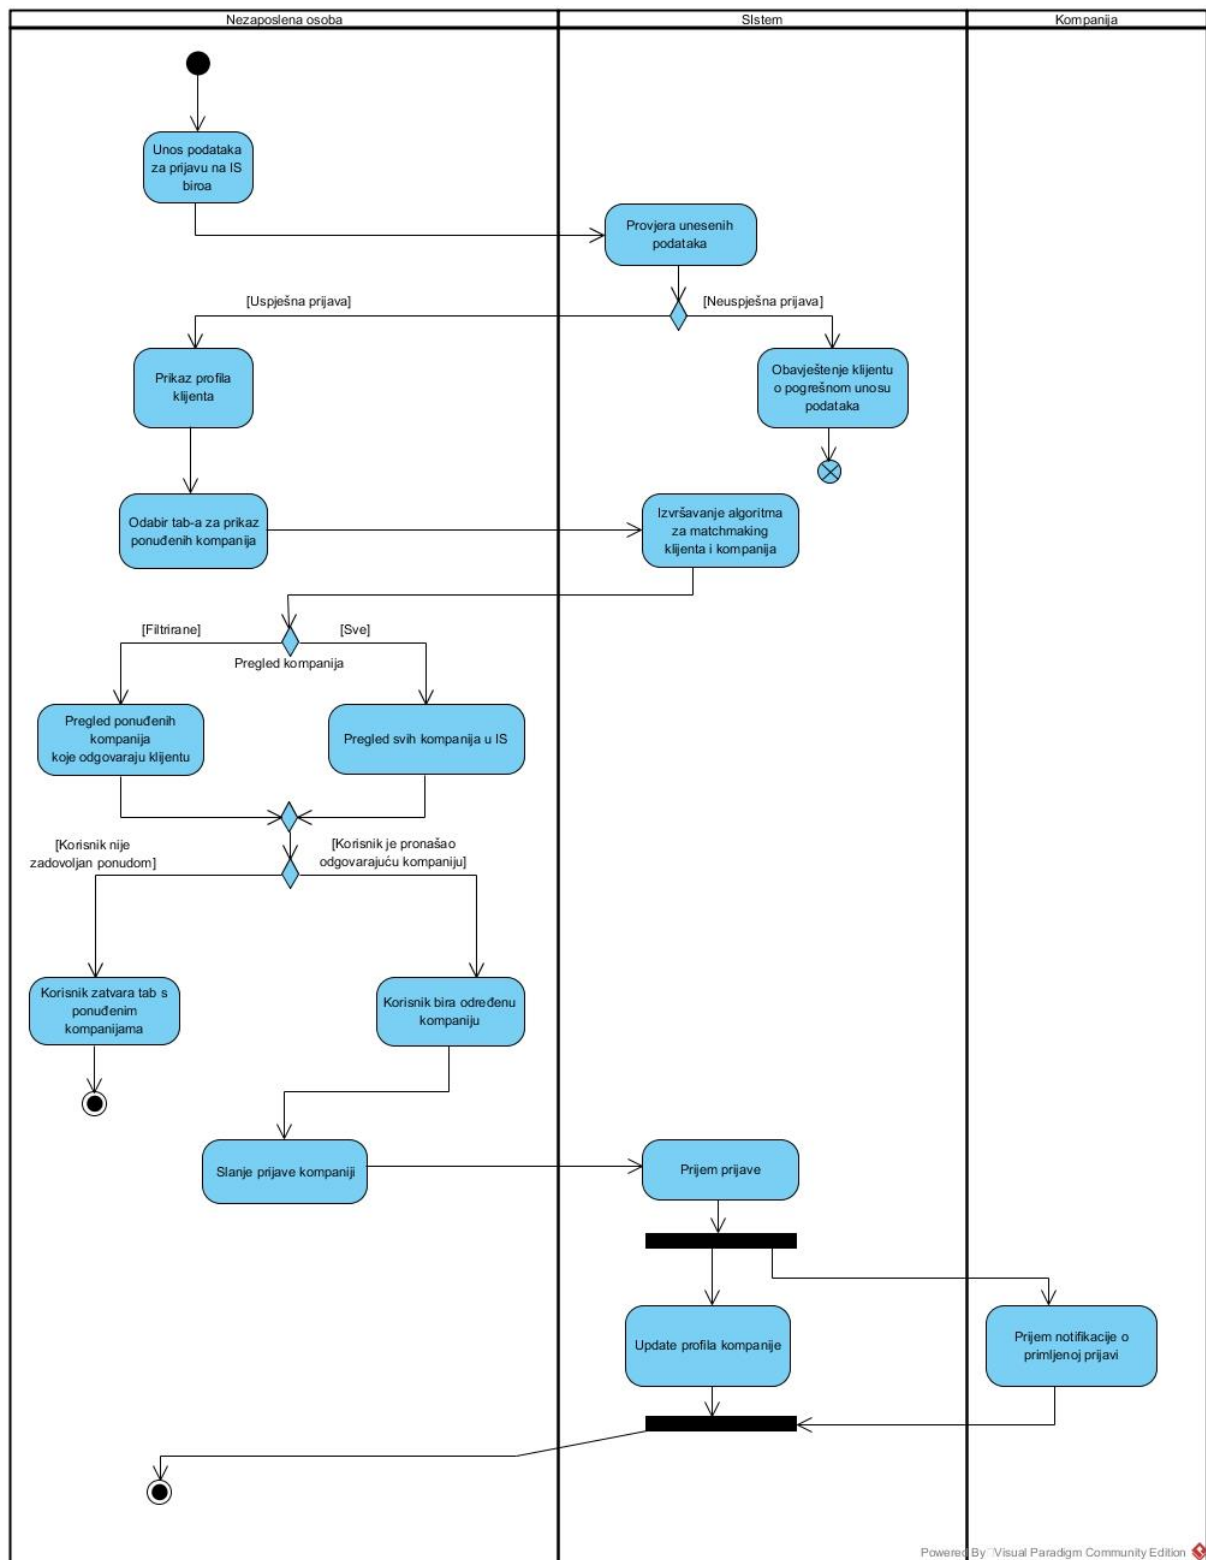 Nezaposlena osoba
SIstem
Kompanija
Unos podataka
za prijavu na IS
biroa
Provjera unesenih
podataka
[Uspješna prijava]
[Neuspješna prijava]
Prikaz profila
klijenta
Obavještenje klijentu
o pogrešnom unosu
podataka
Odabir tab-a za prikaz
ponuđenih kompanija
Izvršavanje algoritma
za matchmaking
klijenta i kompanija
[Filtrirane]
[Sve]
Pregled kompanija
Pregled ponuđenih
kompanija
koje odgovaraju klijentu
Pregled svih kompanija u IS
[Korisnik nije
zadovoljan ponudom]
[Korisnik je pronašao
odgovarajuću kompaniju]
Korisnik zatvara tab s
ponuđenim
kompanijama
Korisnik bira određenu
kompaniju
Slanje prijave kompaniji
Prijem prijave
Update profila kompanije
Prijem notifikacije o
primljenoj prijavi
Powered By Visual Paradigm Community Edition